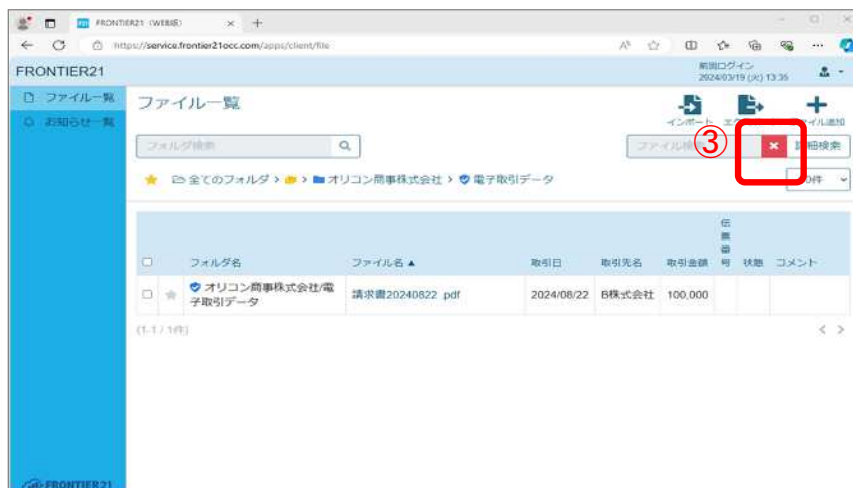 FRONTIER21 (WEB版)
https://service.frontier21occ.com/apps/client/file
FRONTIER21
前回ログイン
2024/03/19 (火) 13:35
ファイル一覧
お知らせ一覧
ファイル一覧
インポート
フォルダ検索
③
詳細検索
全てのフォルダ > > オリコン商事株式会社 > 電子取引データ
フォルダ名 ファイル名▲ 取引日 取引先名 取引金額 伝票番号 状態 コメント
オリコン商事株式会社/電子取引データ 請求書20240822.pdf 2024/08/22 B株式会社 100,000
(1-1 / 1件)
FRONTIER21